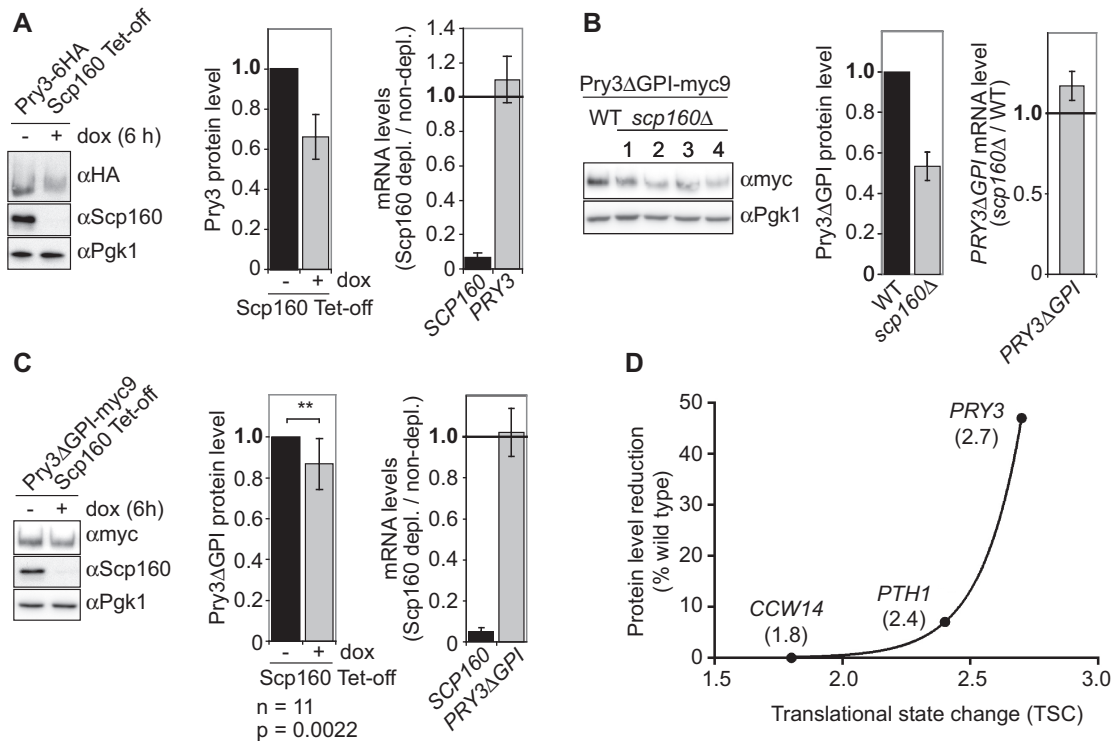 A
Pry3-6HA
Scp160 Tet-off
- + dox (6 h)
αHA
αScp160
αPgk1
Pry3 protein level
1.0
0.8
0.6
0.4
0.2
0
- + dox
Scp160 Tet-off
mRNA levels
(Scp160 depl. / non-depl.)
1.4
1.2
1.0
0.8
0.6
0.4
0.2
0
SCP160
PRY3
B
Pry3ΔGPI-myc9
WT scp160Δ
1 2 3 4
αmyc
αPgk1
Pry3ΔGPI protein level
1.0
0.8
0.6
0.4
0.2
0
WT
scp160Δ
PRY3ΔGPI mRNA level
(scp160Δ / WT)
1.0
0.5
0
PRY3ΔGPI
C
Pry3ΔGPI-myc9
Scp160 Tet-off
- + dox (6h)
αmyc
αScp160
αPgk1
Pry3ΔGPI protein level
1.0
0.8
0.6
0.4
0.2
0
**
- + dox
Scp160 Tet-off
n = 11
p = 0.0022
mRNA levels
(Scp160 depl. / non-depl.)
1.0
0.8
0.6
0.4
0.2
0
SCP160
PRY3ΔGPI
D
Protein level reduction
(% wild type)
50
40
30
20
10
0
PRY3
(2.7)
PTH1
(2.4)
CCW14
(1.8)
1.5 2.0 2.5 3.0
Translational state change (TSC)